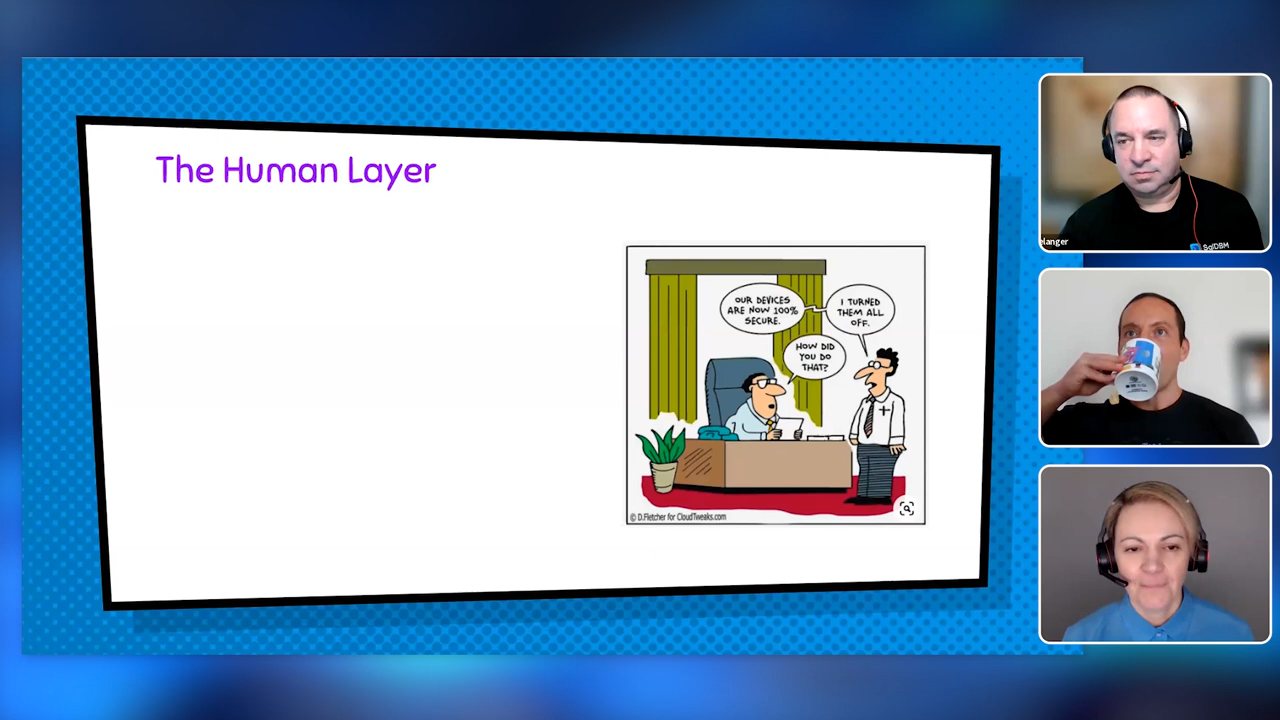 The Human Layer
OUR DEVICES
ARE NOW 100%
SECURE.
I TURNED
THEM ALL
OFF.
HOW DID
YOU DO
THAT?
© D.Fletcher for CloudTweaks.com
elanger
SqlDBM